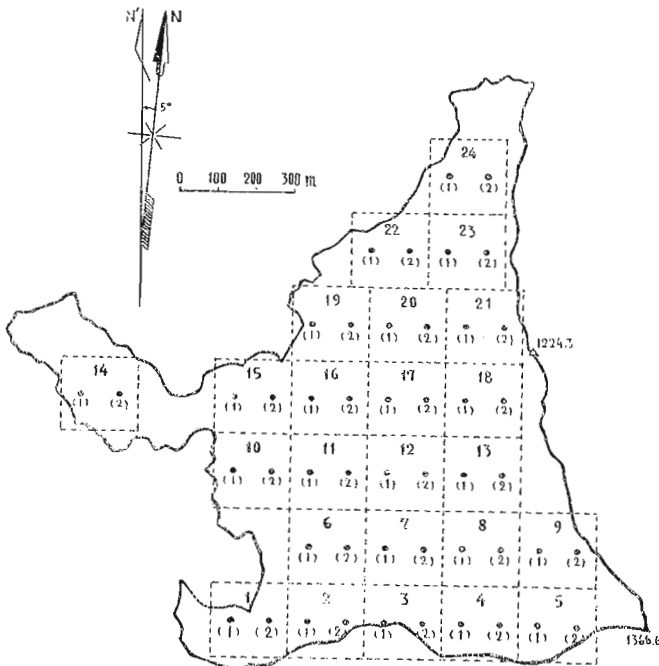 N' N
5°
0 100 200 300 m
24
(1) (2)
22 23
(1) (2) (1) (2)
19 20 21
(1) (2) (1) (2) (1) (2)
1224.3
14 15 16 17 18
(1) (2) (1) (2) (1) (2) (1) (2) (1) (2)
10 11 12 13
(1) (2) (1) (2) (1) (2) (1) (2)
6 7 8 9
(1) (2) (1) (2) (1) (2) (1) (2)
1 2 3 4 5
(1) (2) (1) (2) (1) (2) (1) (2) (1) (2)
1366.6